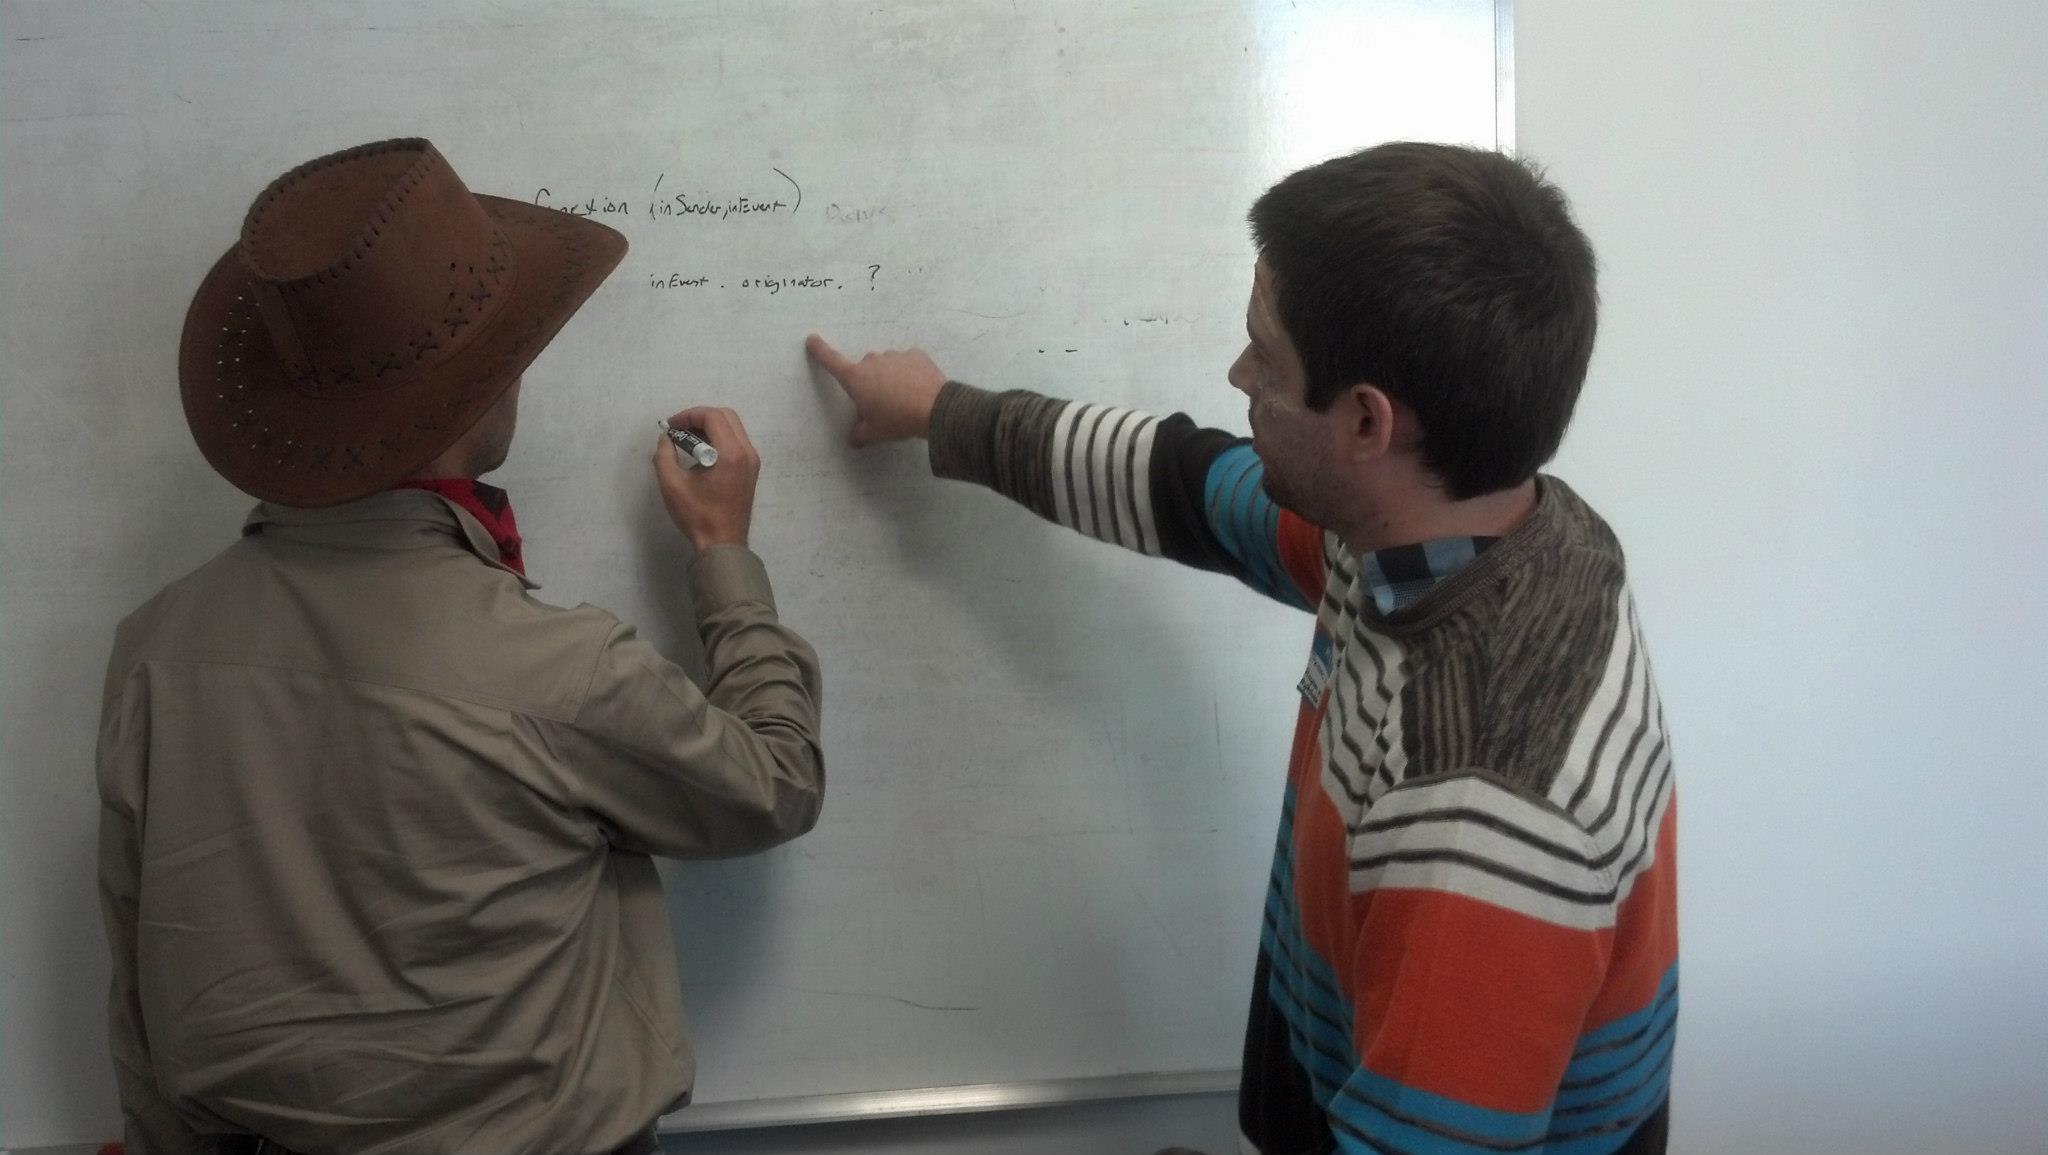 function (inSender, inEvent)
inEvent . originator. ?